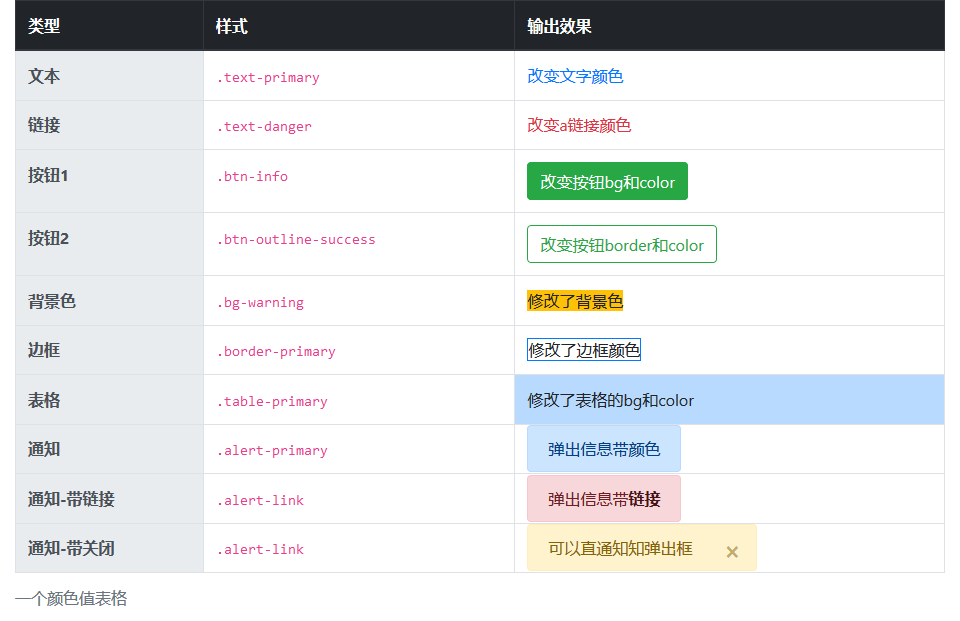 类型 样式 输出效果
文本 .text-primary 改变文字颜色
链接 .text-danger 改变a链接颜色
按钮1 .btn-info 改变按钮bg和color
按钮2 .btn-outline-success 改变按钮border和color
背景色 .bg-warning 修改了背景色
边框 .border-primary 修改了边框颜色
表格 .table-primary 修改了表格的bg和color
通知 .alert-primary 弹出信息带颜色
通知-带链接 .alert-link 弹出信息带链接
通知-带关闭 .alert-link 可以直通知知弹出框 ×
一个颜色值表格